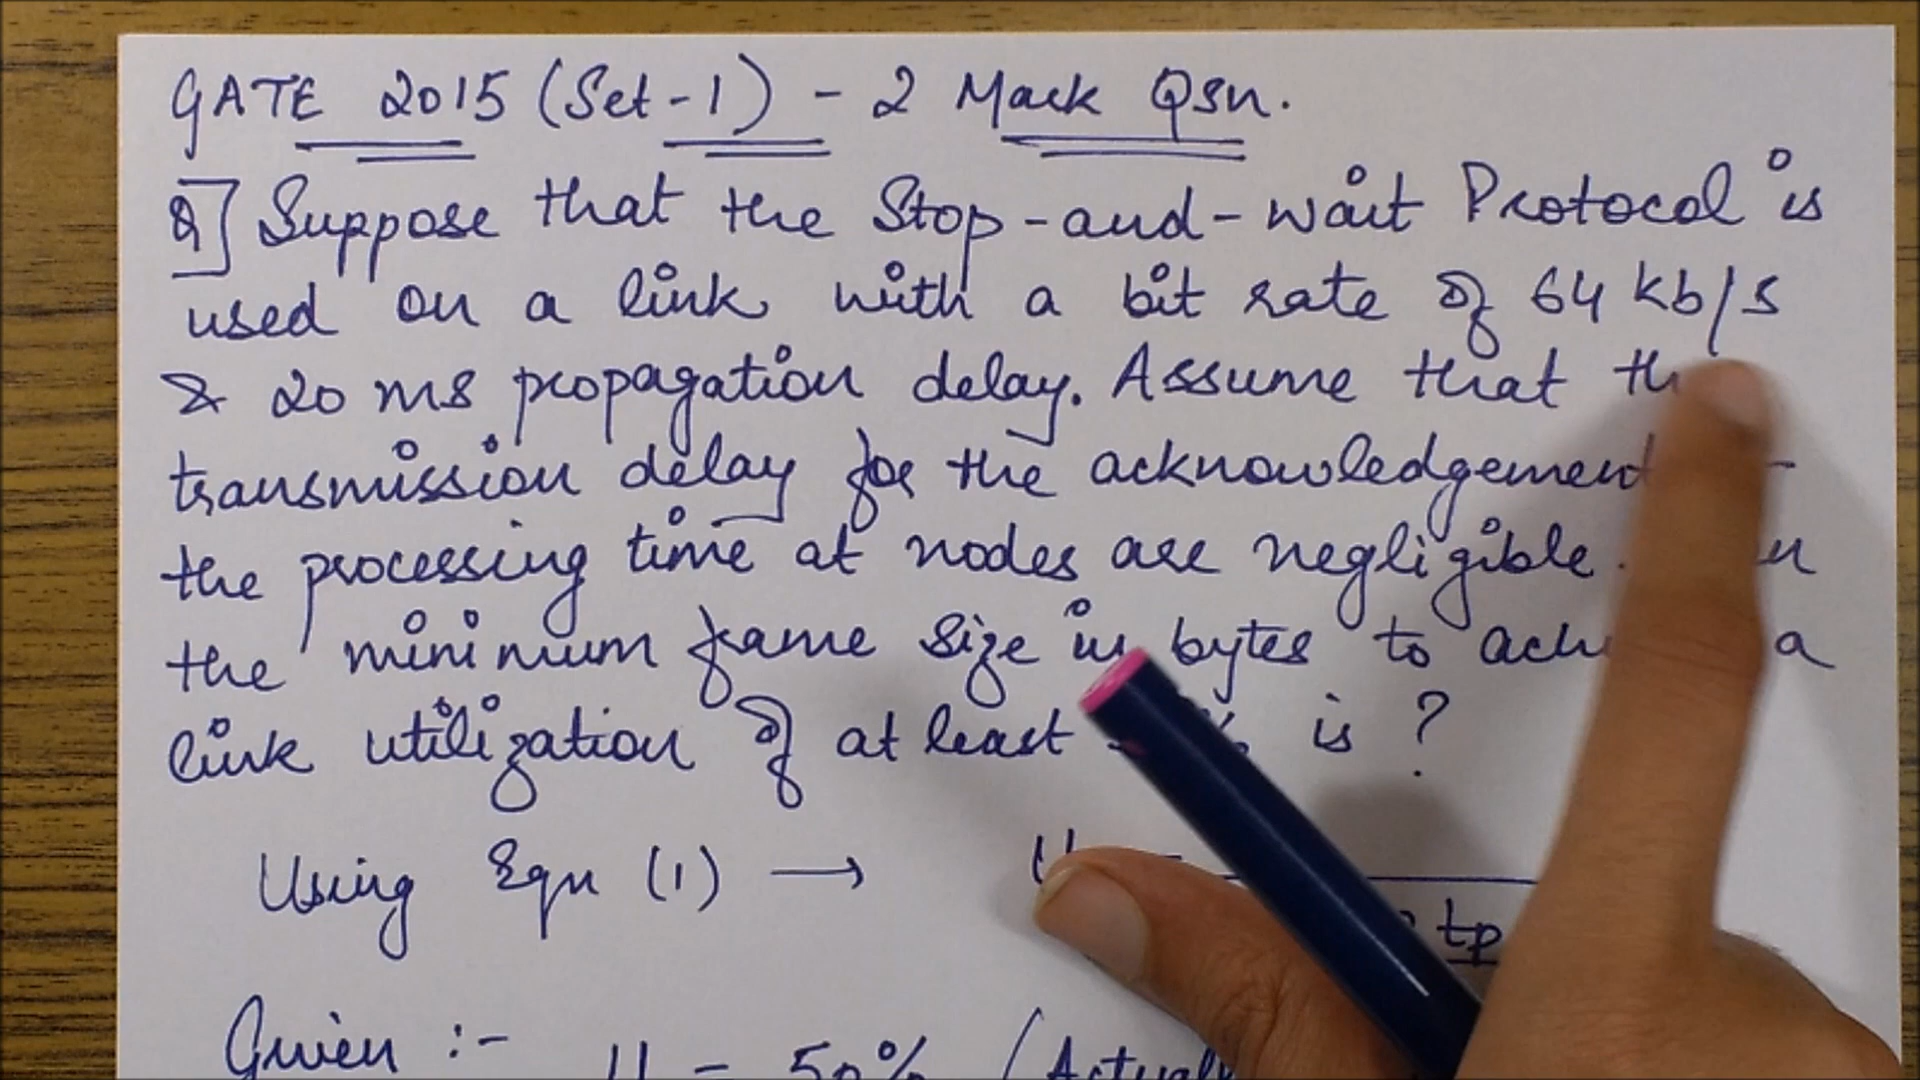 GATE 2015 (Set-1) - 2 Mark Qsn.
Q] Suppose that the Stop-and-wait Protocol is
used on a link with a bit rate of 64 kb/s
& 20 ms propagation delay. Assume that
transmission delay for the acknowledgement
the processing time at nodes are negligible.
the minimum frame size in bytes to a
link utilization of at least % is ?
Using Eqn (1) → U
tp
Given :- U = 50% (Actually